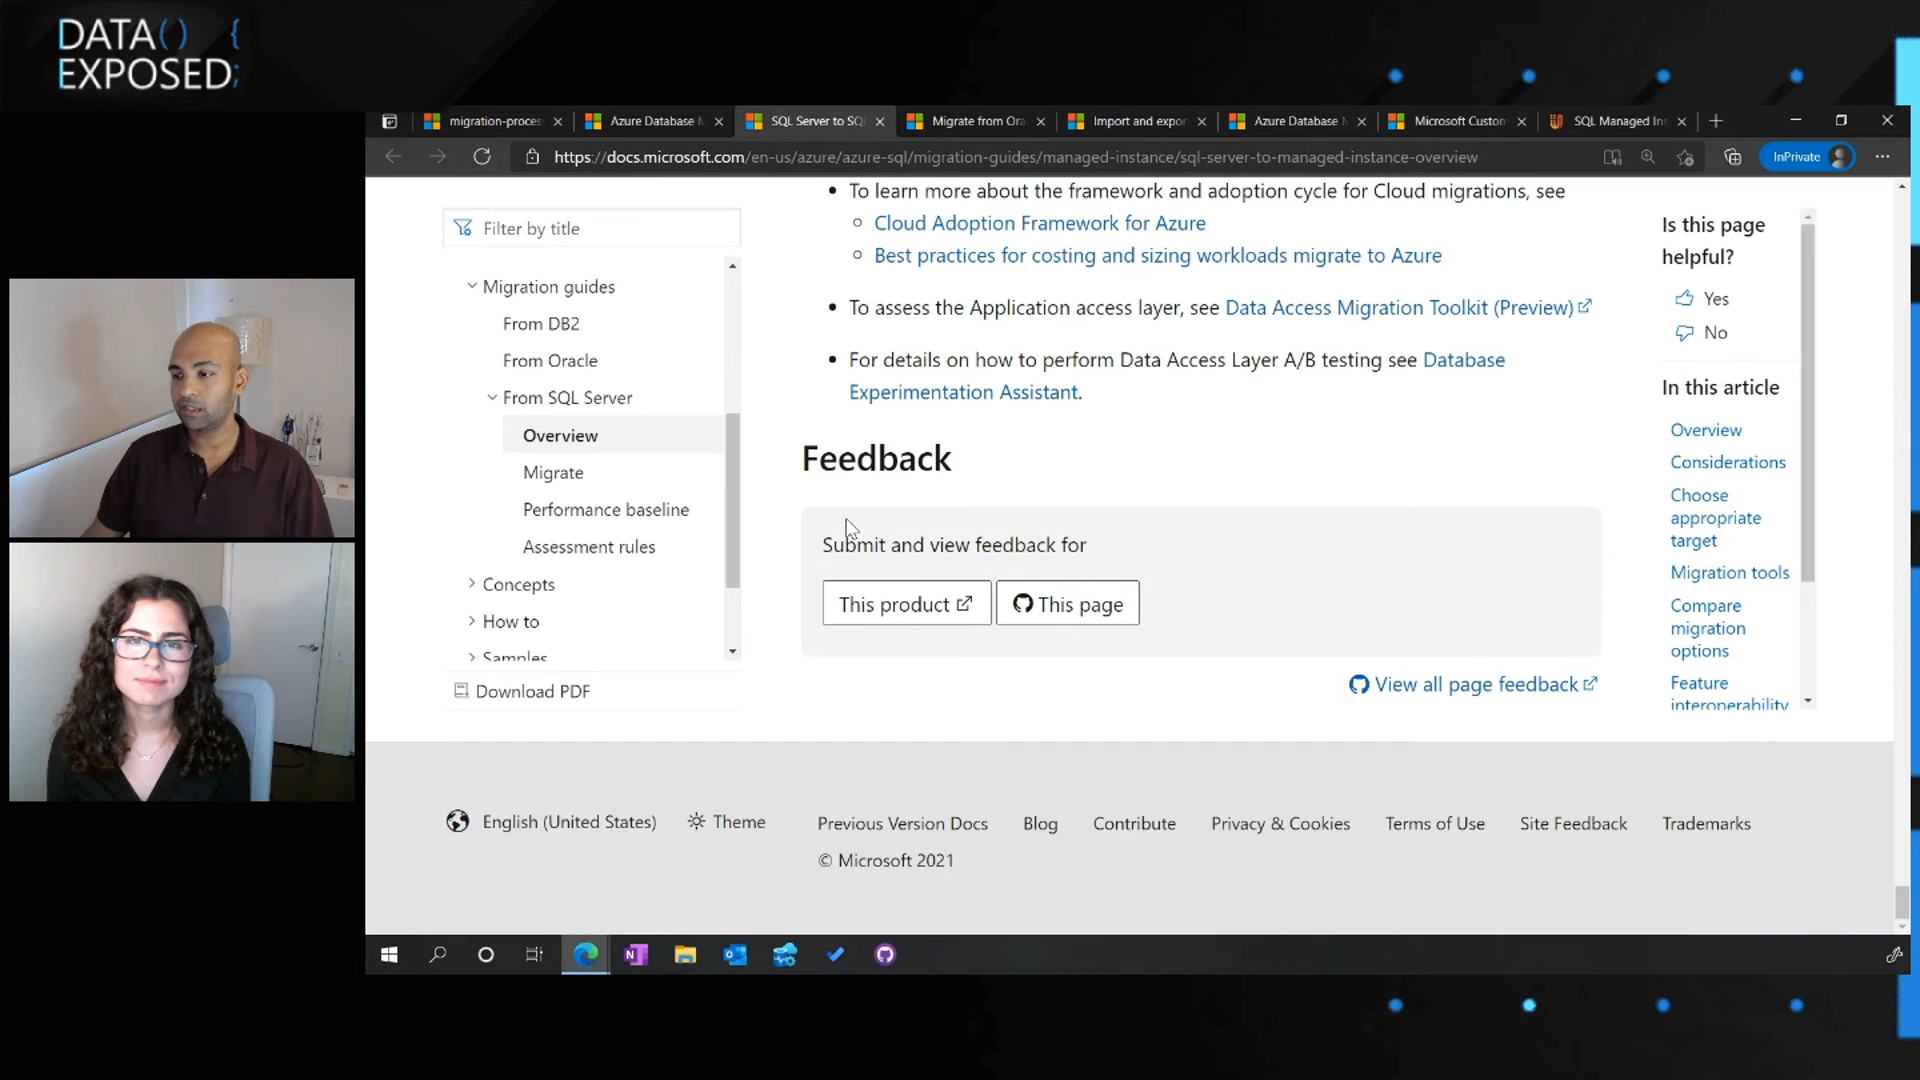 DATA() {
EXPOSED;
migration-proces
Azure Database M
SQL Server to SQL
Migrate from Ora
Import and expor
Azure Database M
Microsoft Custom
SQL Managed Ins
https://docs.microsoft.com/en-us/azure/azure-sql/migration-guides/managed-instance/sql-server-to-managed-instance-overview
InPrivate
Filter by title
Migration guides
From DB2
From Oracle
From SQL Server
Overview
Migrate
Performance baseline
Assessment rules
Concepts
How to
Samples
Download PDF
To learn more about the framework and adoption cycle for Cloud migrations, see
Cloud Adoption Framework for Azure
Best practices for costing and sizing workloads migrate to Azure
To assess the Application access layer, see Data Access Migration Toolkit (Preview)
For details on how to perform Data Access Layer A/B testing see Database
Experimentation Assistant.
Feedback
Submit and view feedback for
This product
This page
View all page feedback
Is this page
helpful?
Yes
No
In this article
Overview
Considerations
Choose
appropriate
target
Migration tools
Compare
migration
options
Feature
interoperability
English (United States)
Theme
Previous Version Docs
Blog
Contribute
Privacy & Cookies
Terms of Use
Site Feedback
Trademarks
© Microsoft 2021